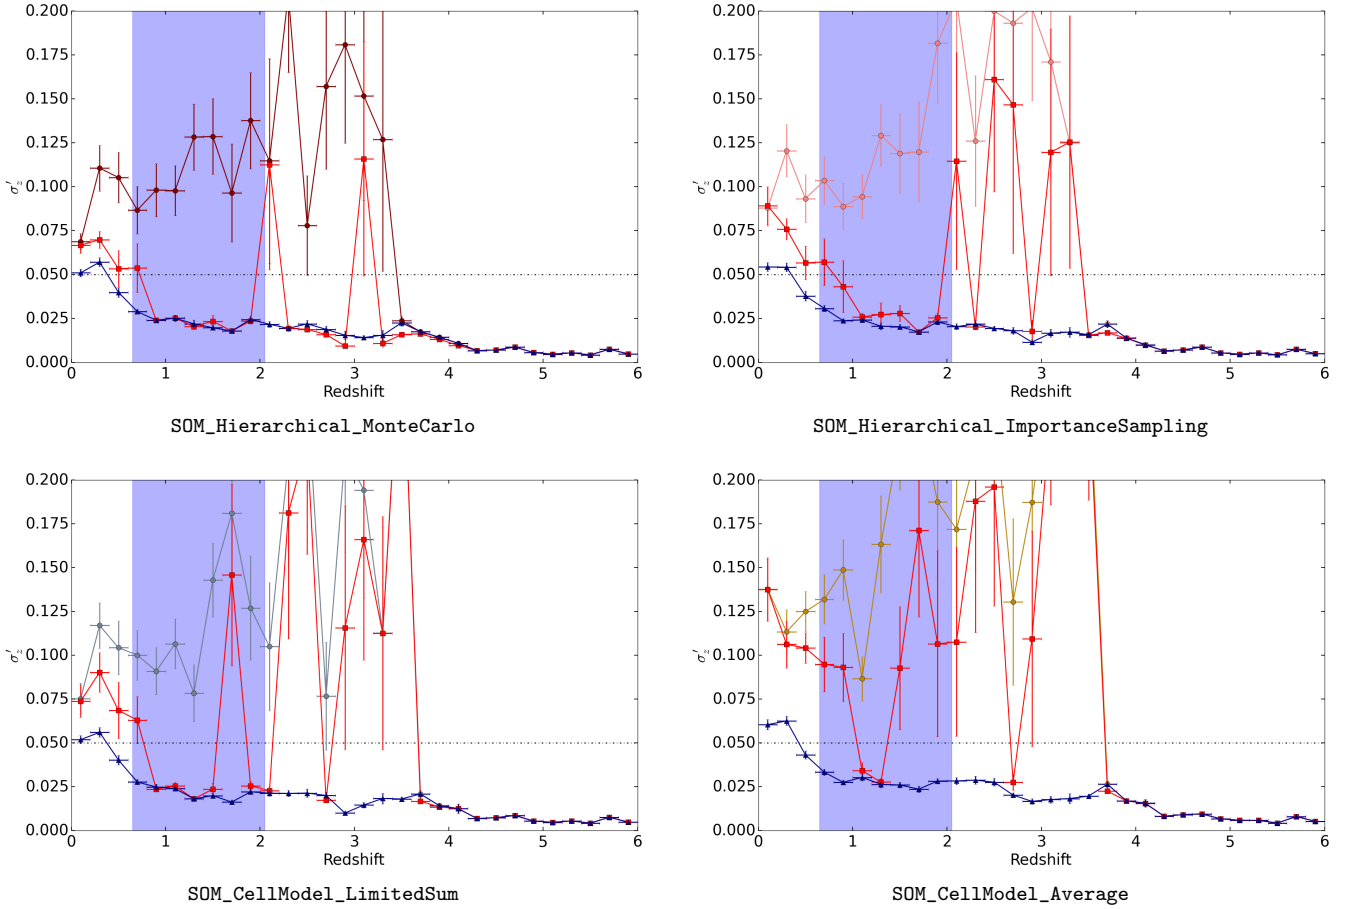 0.200
0.175
0.150
0.125
0.100
0.075
0.050
0.025
0.000
σ′z
0 1 2 3 4 5 6
Redshift
SOM_Hierarchical_MonteCarlo
0.200
0.175
0.150
0.125
0.100
0.075
0.050
0.025
0.000
σ′z
0 1 2 3 4 5 6
Redshift
SOM_Hierarchical_ImportanceSampling
0.200
0.175
0.150
0.125
0.100
0.075
0.050
0.025
0.000
σ′z
0 1 2 3 4 5 6
Redshift
SOM_CellModel_LimitedSum
0.200
0.175
0.150
0.125
0.100
0.075
0.050
0.025
0.000
σ′z
0 1 2 3 4 5 6
Redshift
SOM_CellModel_Average